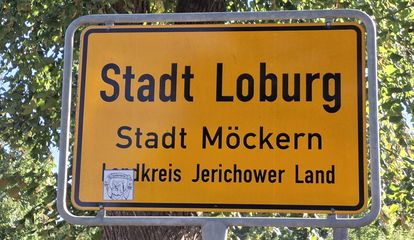 Stadt Loburg
Stadt Möckern
Landkreis Jerichower Land